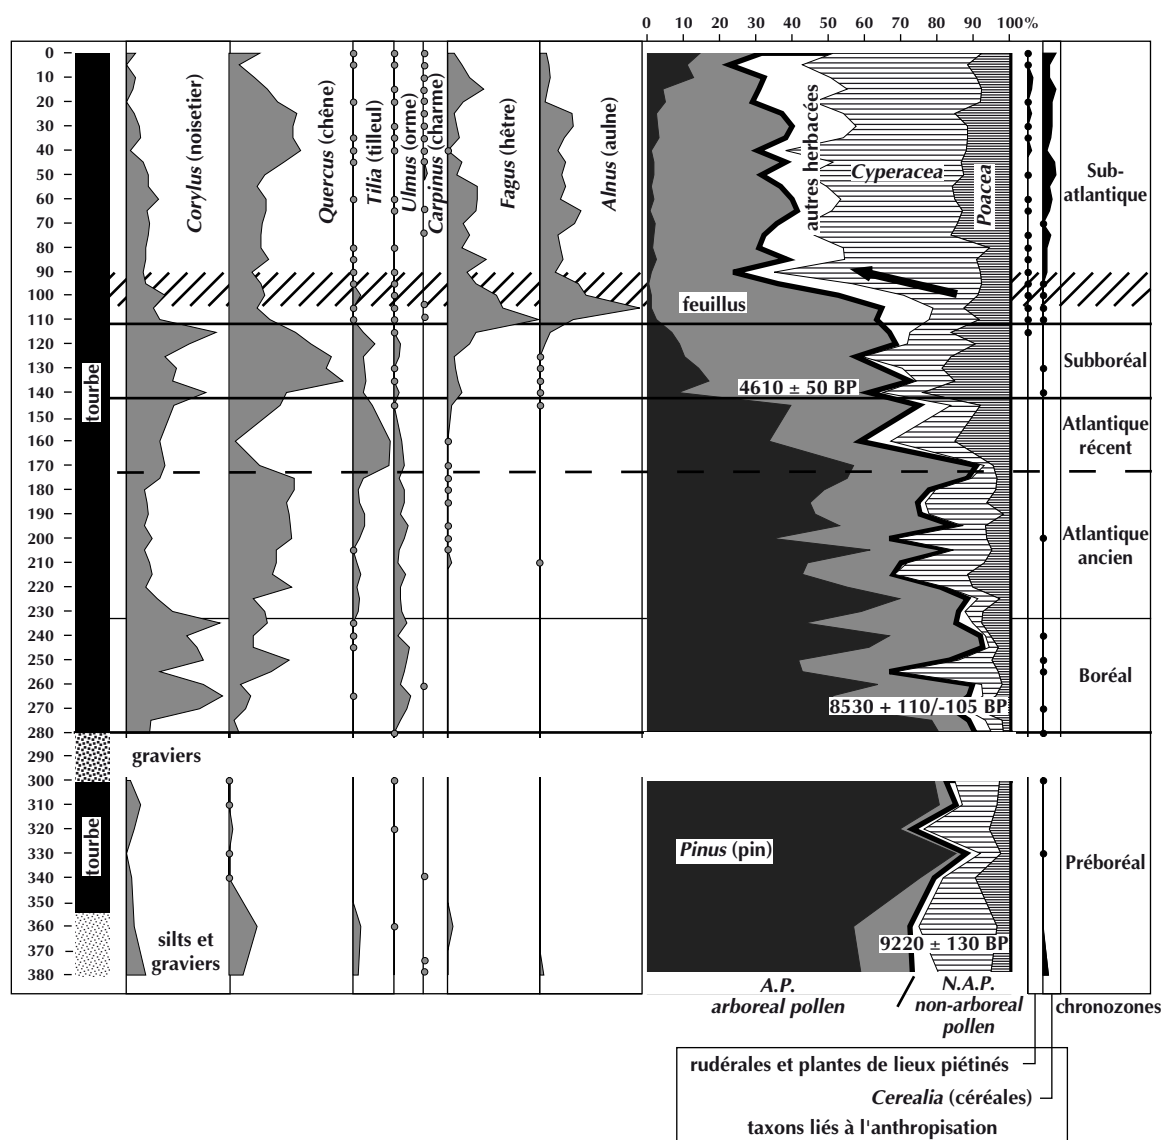 0 10 20 30 40 50 60 70 80 90 100%
0
10
20
30
40
50
60
70
80
90
100
110
120
130
140
150
160
170
180
190
200
210
220
230
240
250
260
270
280
290
300
310
320
330
340
350
360
370
380
tourbe
tourbe
graviers
silts et
graviers
Corylus (noisetier)
Quercus (chêne)
Tilia (tilleul)
Ulmus (orme)
Carpinus (charme)
Fagus (hêtre)
Alnus (aulne)
feuillus
Pinus (pin)
autres herbacées
Cyperacea
Poacea
4610 ± 50 BP
8530 + 110/-105 BP
9220 ± 130 BP
Sub-
atlantique
Subboréal
Atlantique
récent
Atlantique
ancien
Boréal
Préboréal
A.P.
arboreal pollen
N.A.P.
non-arboreal
pollen
chronozones
rudérales et plantes de lieux piétinés
Cerealia (céréales)
taxons liés à l'anthropisation